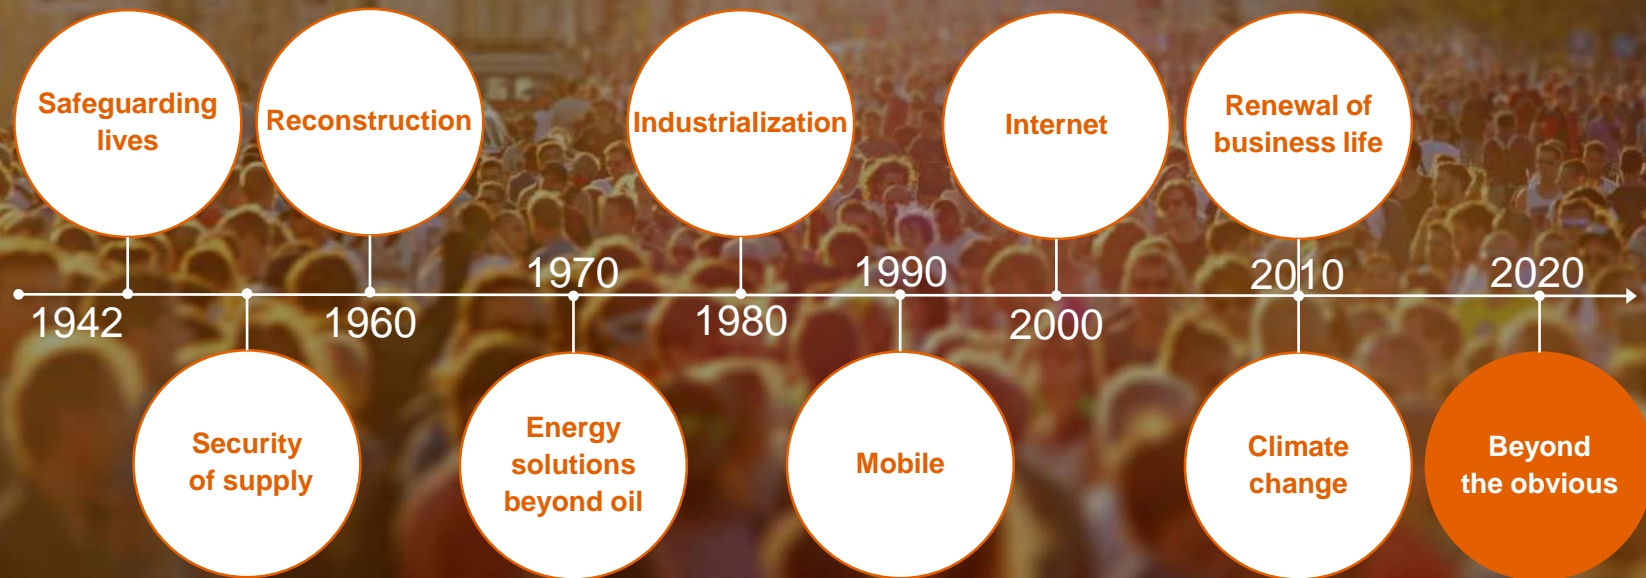 Safeguarding
lives
Reconstruction
Industrialization
Internet
Renewal of
business life
1970
1990
2010
2020
1942
1960
1980
2000
Security
of supply
Energy
solutions
beyond oil
Mobile
Climate
change
Beyond
the obvious